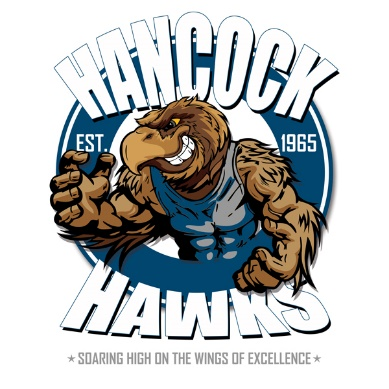 HANCOCK
EST. 1965
HAWKS
★ SOARING HIGH ON THE WINGS OF EXCELLENCE ★